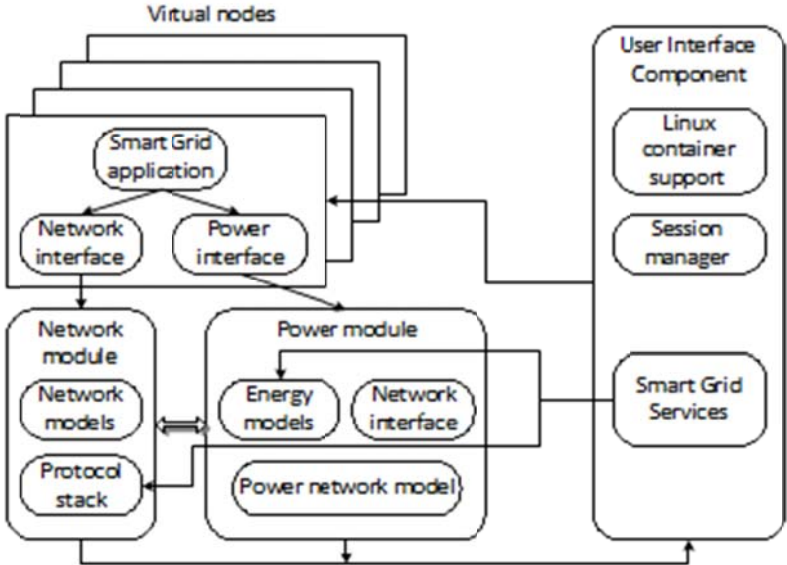 Virtual nodes
Smart Grid
application
Network
interface
Power
interface
Network
module
Network
models
Protocol
stack
Power module
Energy
models
Network
interface
Power network model
User Interface
Component
Linux
container
support
Session
manager
Smart Grid
Services